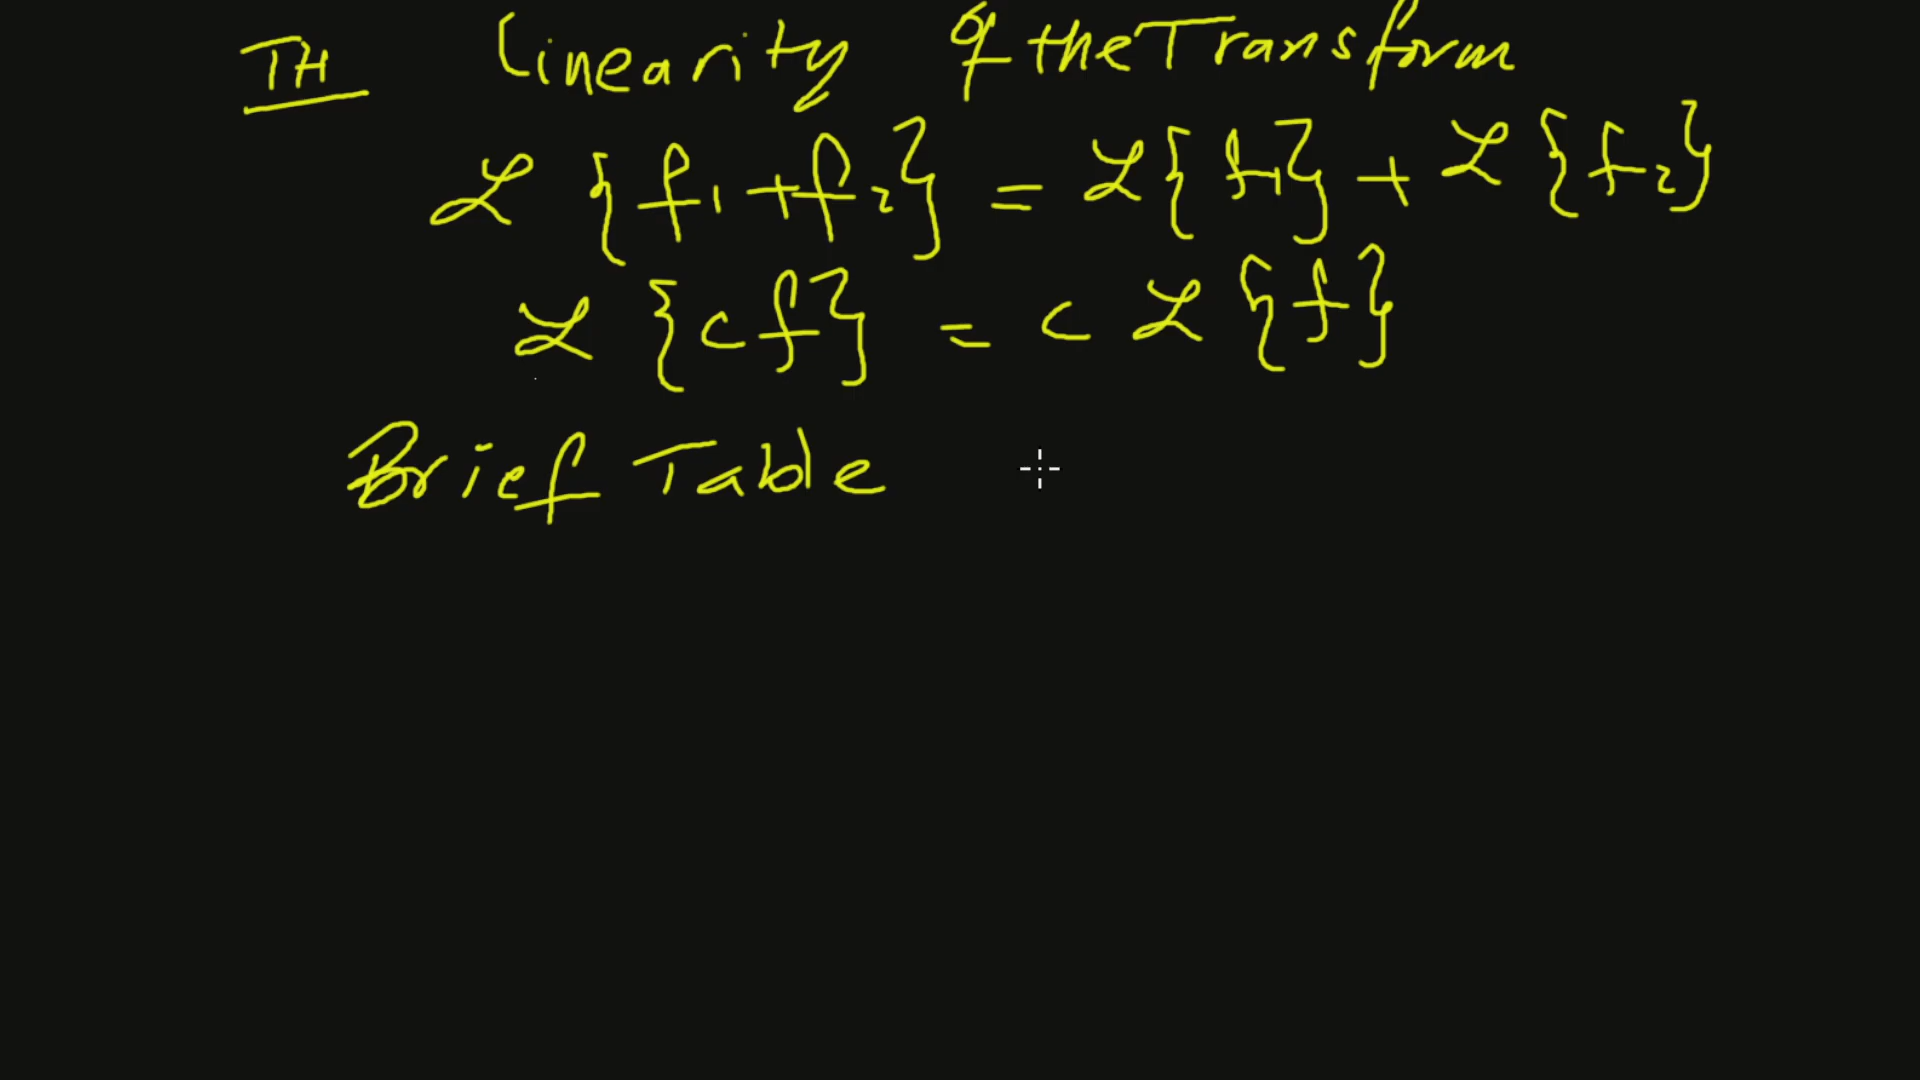 TH Linearity of the Transform
ℒ {f₁ + f₂} = ℒ{f₁} + ℒ{f₂}
ℒ {cf} = c ℒ {f}
Brief Table